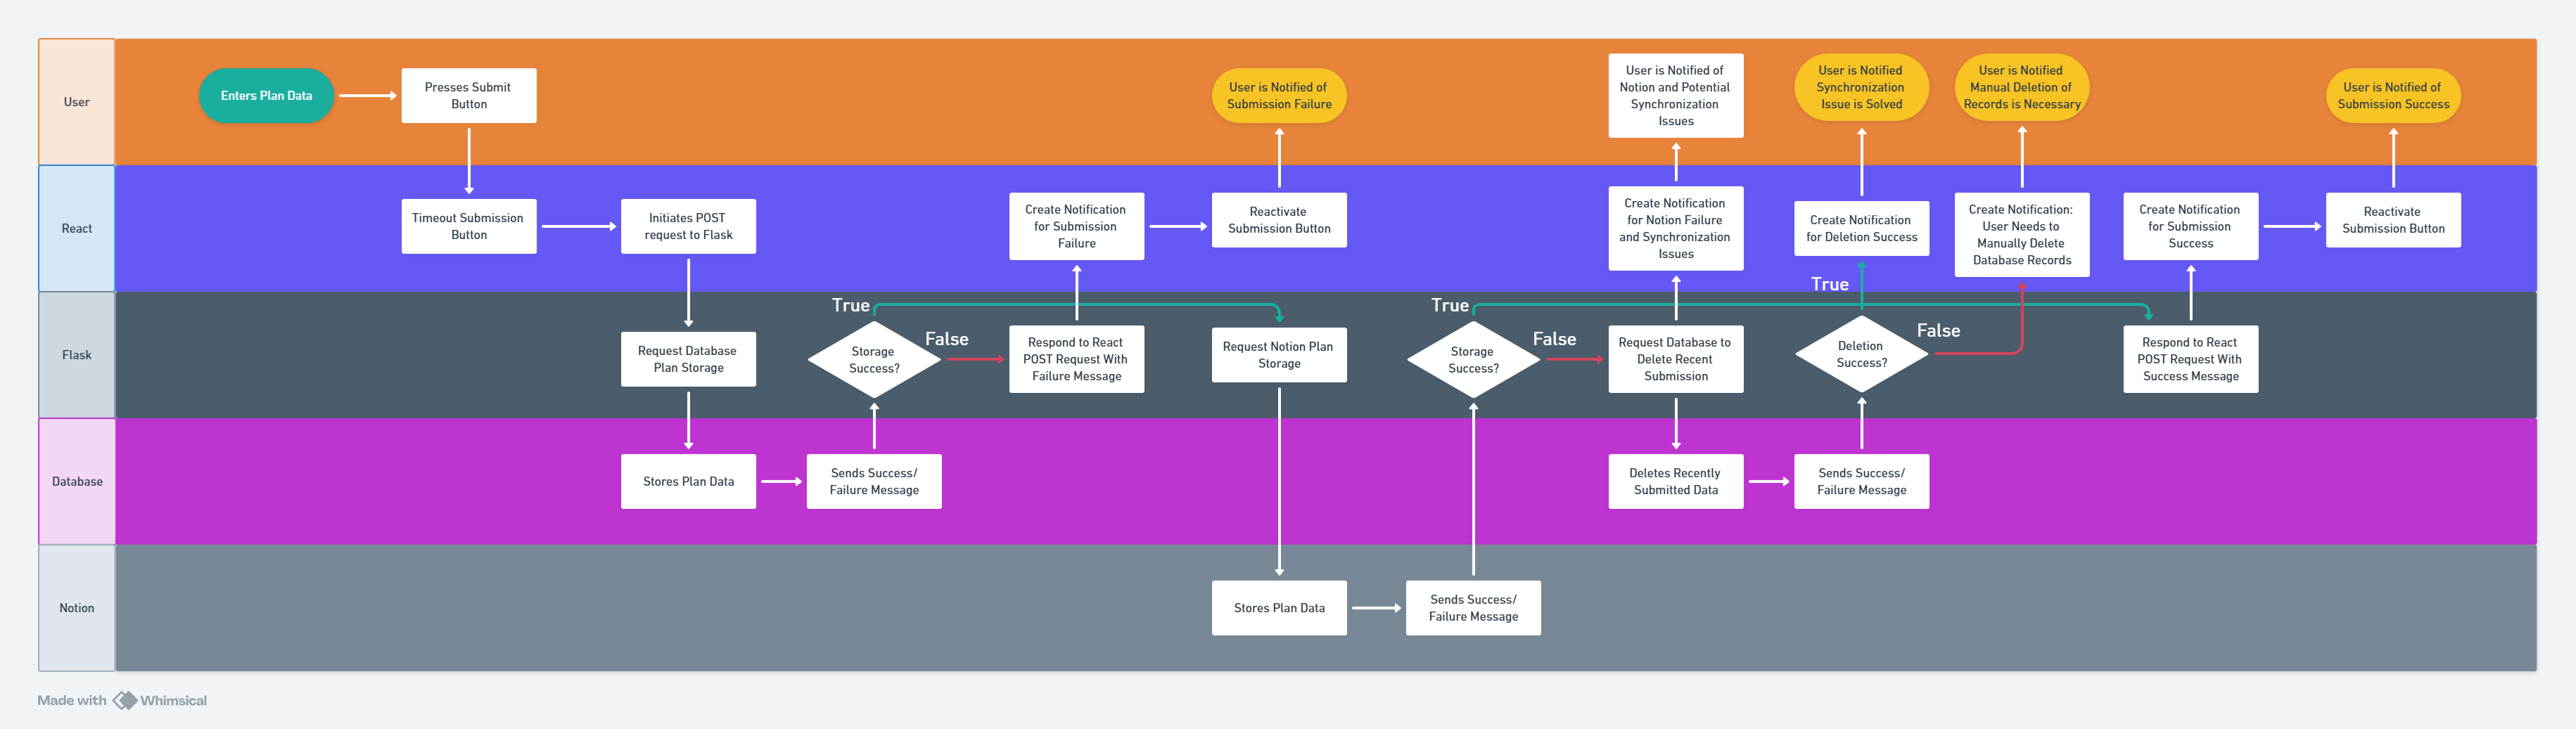 User
Enters Plan Data
Presses Submit
Button
User is Notified of
Submission Failure
User is Notified of
Notion and Potential
Synchronization
Issues
User is Notified
Synchronization
Issue is Solved
User is Notified
Manual Deletion of
Records is Necessary
User is Notified of
Submission Success
React
Timeout Submission
Button
Initiates POST
request to Flask
Create Notification
for Submission
Failure
Reactivate
Submission Button
Create Notification
for Notion Failure
and Synchronization
Issues
Create Notification
for Deletion Success
Create Notification:
User Needs to
Manually Delete
Database Records
Create Notification
for Submission
Success
Reactivate
Submission Button
Flask
Request Database
Plan Storage
True
Storage
Success?
False
Respond to React
POST Request With
Failure Message
Request Notion Plan
Storage
True
Storage
Success?
False
Request Database to
Delete Recent
Submission
True
Deletion
Success?
False
Respond to React
POST Request With
Success Message
Database
Stores Plan Data
Sends Success/
Failure Message
Deletes Recently
Submitted Data
Sends Success/
Failure Message
Notion
Stores Plan Data
Sends Success/
Failure Message
Made with Whimsical